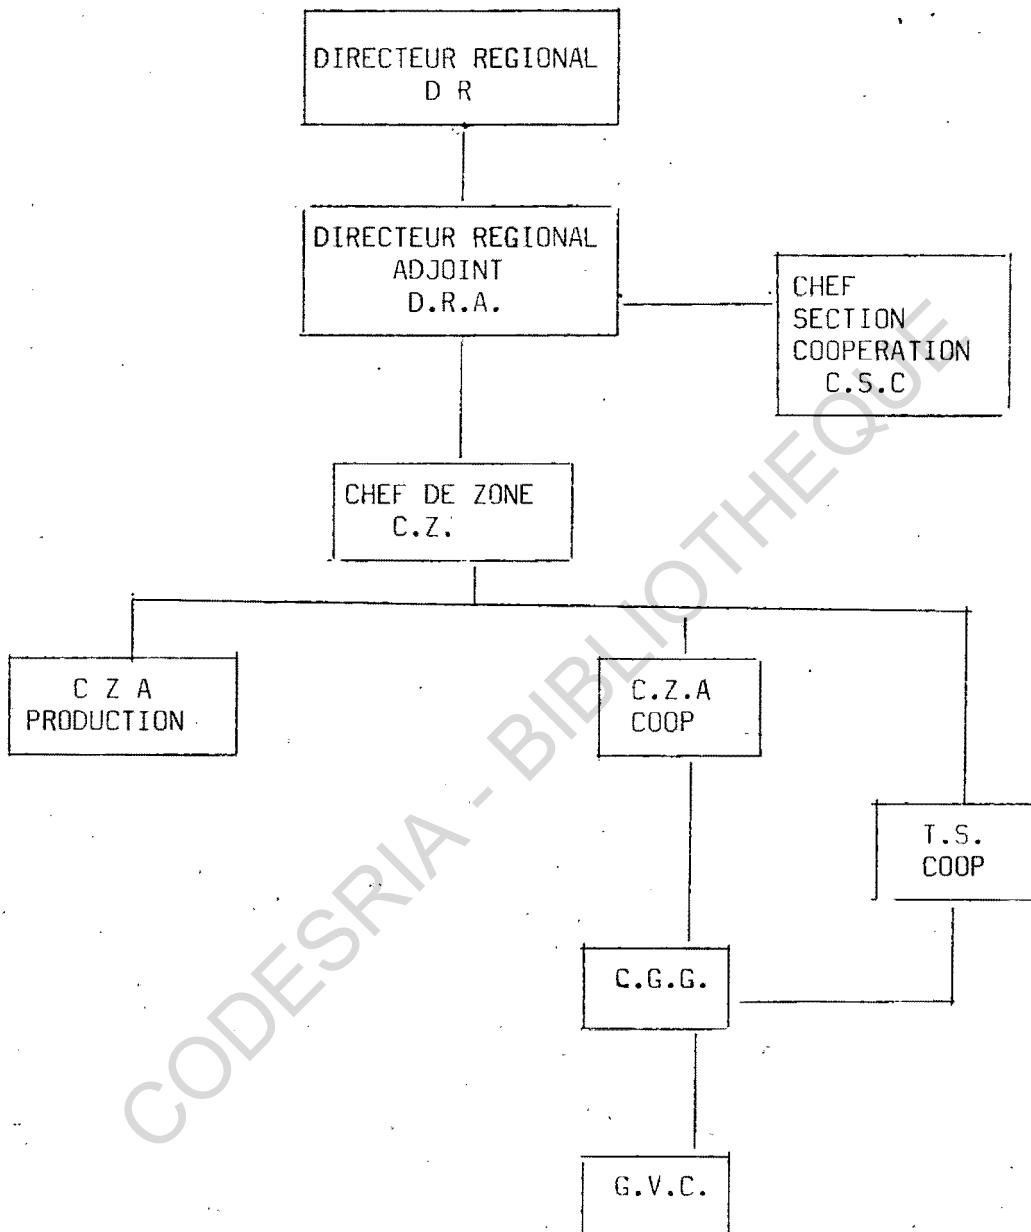 DIRECTEUR REGIONAL
D R
DIRECTEUR REGIONAL
ADJOINT
D.R.A.
CHEF
SECTION
COOPERATION
C.S.C
CHEF DE ZONE
C.Z.
C Z A
PRODUCTION
C.Z.A
COOP
T.S.
COOP
C.G.G.
G.V.C.
CODESRIA - BIBLIOTHEQUE